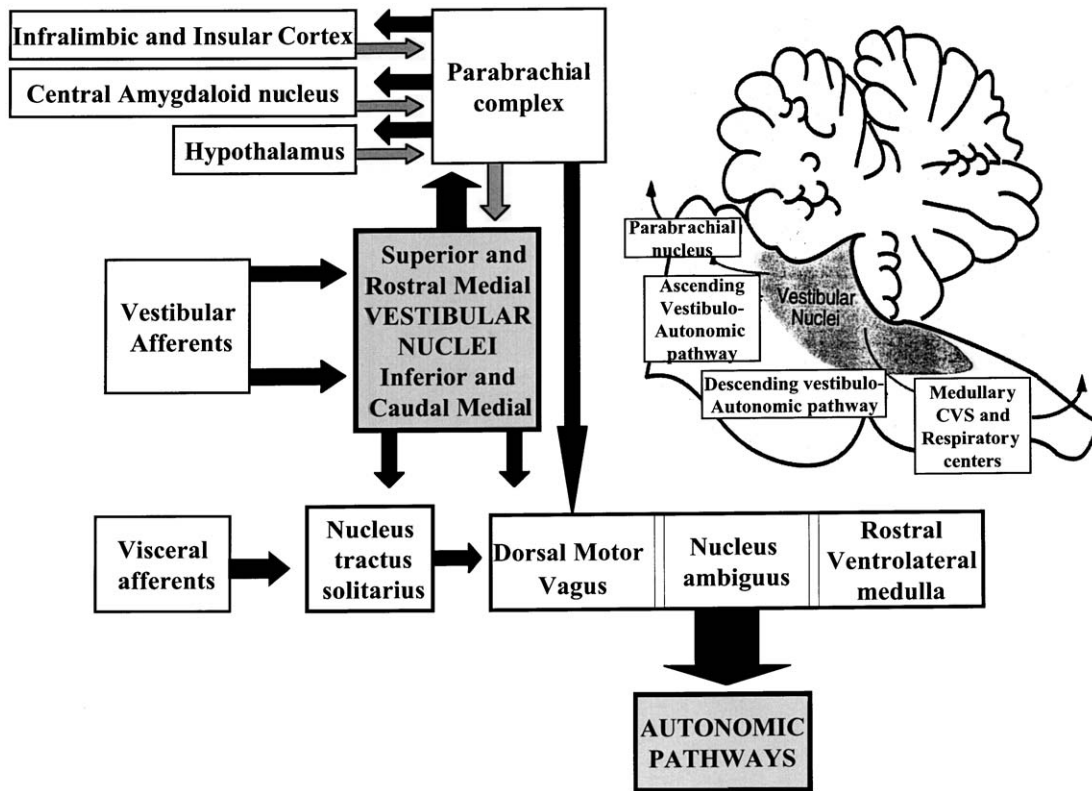 Infralimbic and Insular Cortex
Central Amygdaloid nucleus
Hypothalamus
Parabrachial
complex
Vestibular
Afferents
Superior and
Rostral Medial
VESTIBULAR
NUCLEI
Inferior and
Caudal Medial
Visceral
afferents
Nucleus
tractus
solitarius
Dorsal Motor
Vagus
Nucleus
ambiguus
Rostral
Ventrolateral
medulla
AUTONOMIC
PATHWAYS
Parabrachial
nucleus
Ascending
Vestibulo-
Autonomic
pathway
Vestibular
Nuclei
Descending vestibulo-
Autonomic pathway
Medullary
CVS and
Respiratory
centers